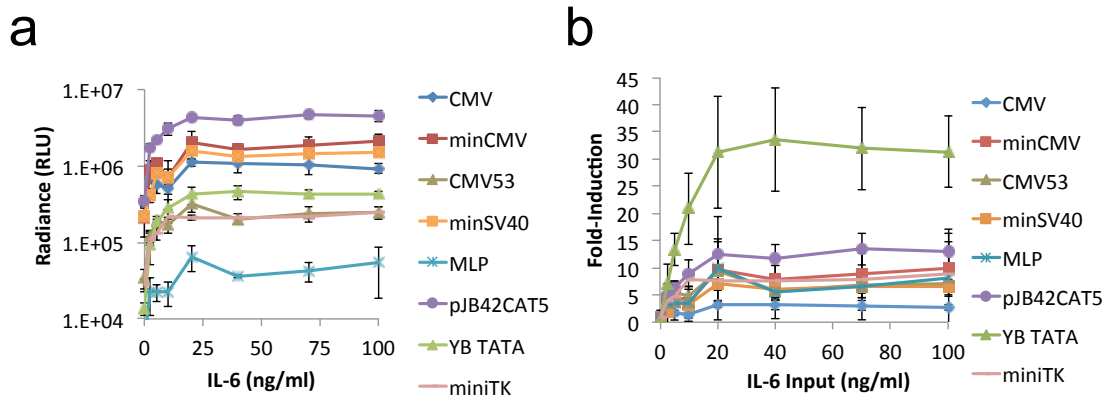 a
1.E+07
1.E+06
1.E+05
1.E+04
Radiance (RLU)
0 25 50 75 100
IL-6 (ng/ml)
CMV
minCMV
CMV53
minSV40
MLP
pJB42CAT5
YB TATA
miniTK
b
45
40
35
30
25
20
15
10
5
0
Fold-Induction
0 20 40 60 80 100
IL-6 Input (ng/ml)
CMV
minCMV
CMV53
minSV40
MLP
pJB42CAT5
YB TATA
miniTK